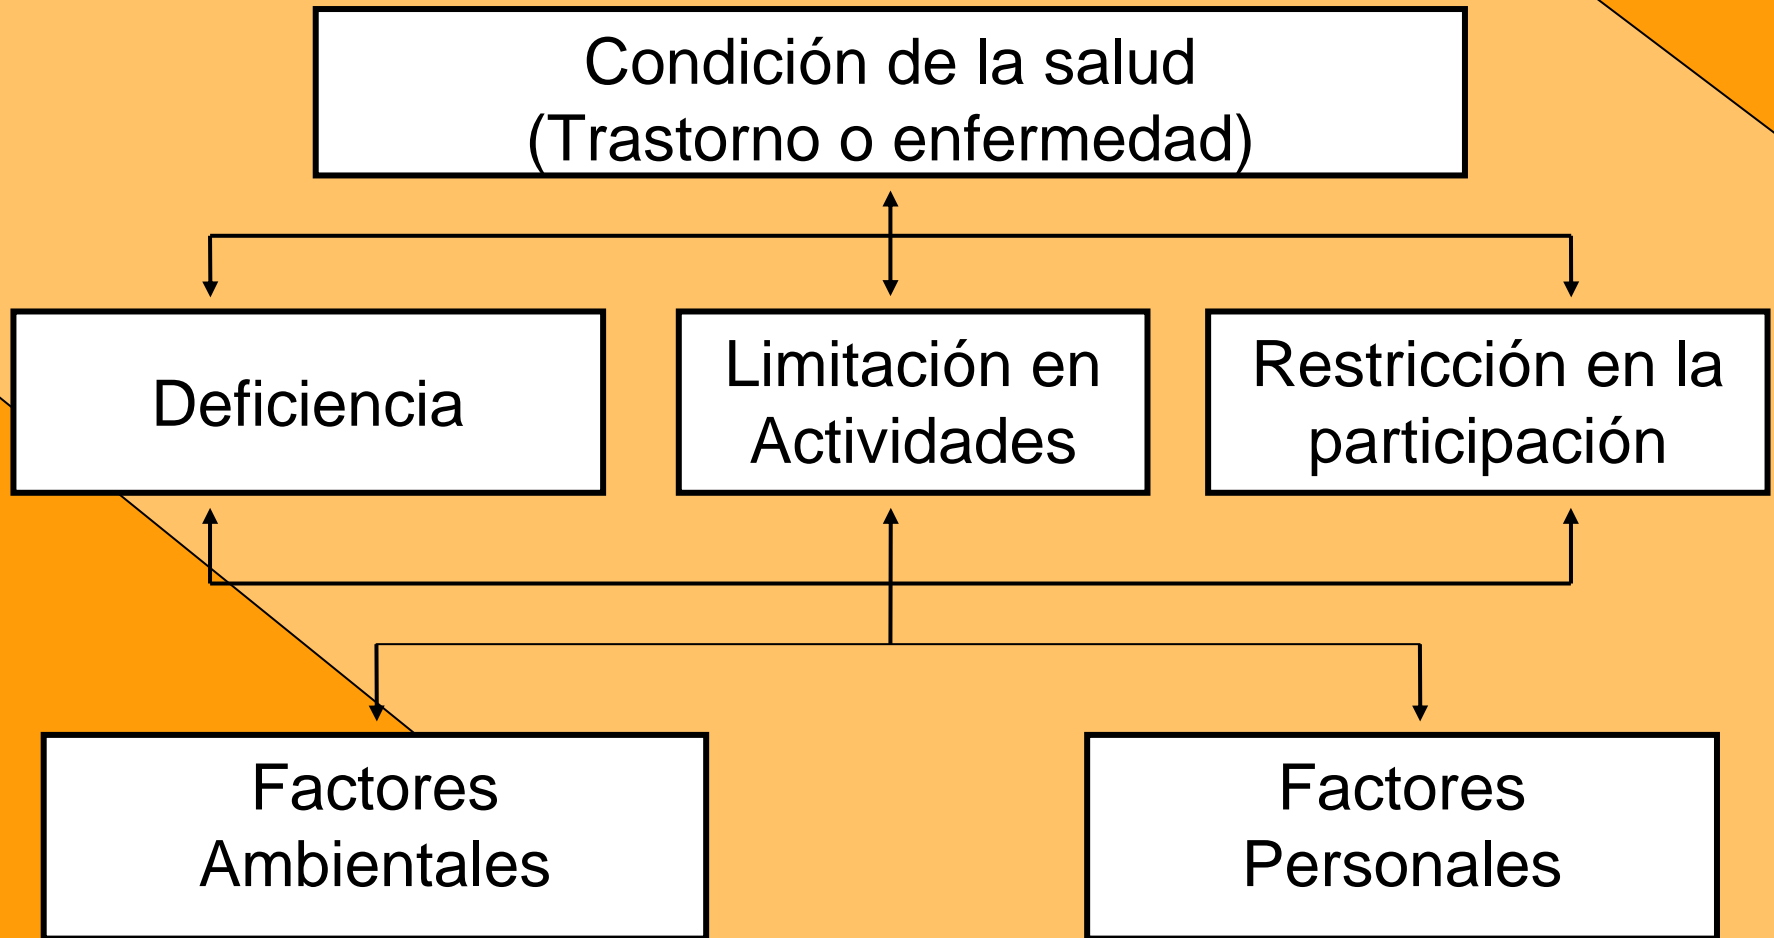 Condición de la salud
(Trastorno o enfermedad)
Deficiencia
Limitación en
Actividades
Restricción en la
participación
Factores
Ambientales
Factores
Personales